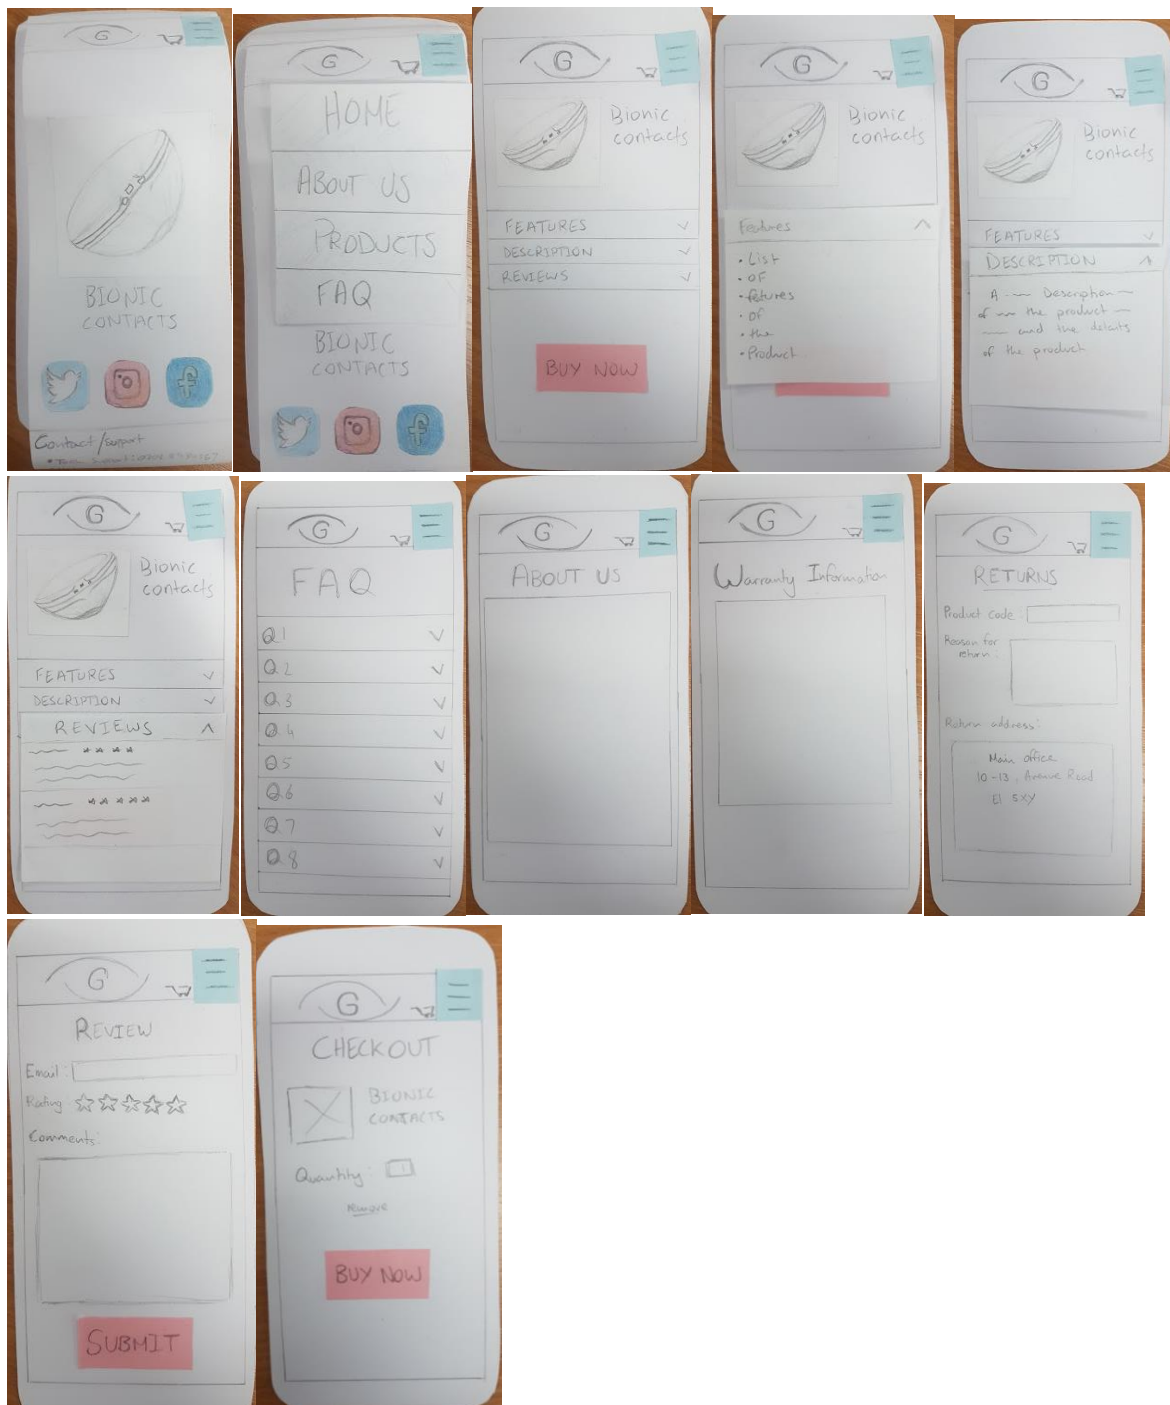 G
BIONIC
CONTACTS
Contact/Support
G
HOME
ABOUT US
PRODUCTS
FAQ
BIONIC
CONTACTS
G
Bionic
contacts
FEATURES
DESCRIPTION
REVIEWS
BUY NOW
G
Bionic
contacts
Features
• List
• OF
• fetures
• of
• the
• Product
G
Bionic
contacts
FEATURES
DESCRIPTION
A Description
of the product
and the details
of the product
G
Bionic
contacts
FEATURES
DESCRIPTION
REVIEWS
G
FAQ
Q1
Q2
Q3
Q4
Q5
Q6
Q7
Q8
G
ABOUT US
G
Warranty Information
G
RETURNS
Product code:
Reason for
return:
Return address:
Main office
10-13, Avenue Road
E1 5XY
G
REVIEW
Email:
Rating
Comments:
SUBMIT
G
CHECKOUT
BIONIC
CONTACTS
Quantity: 1
Remove
BUY NOW